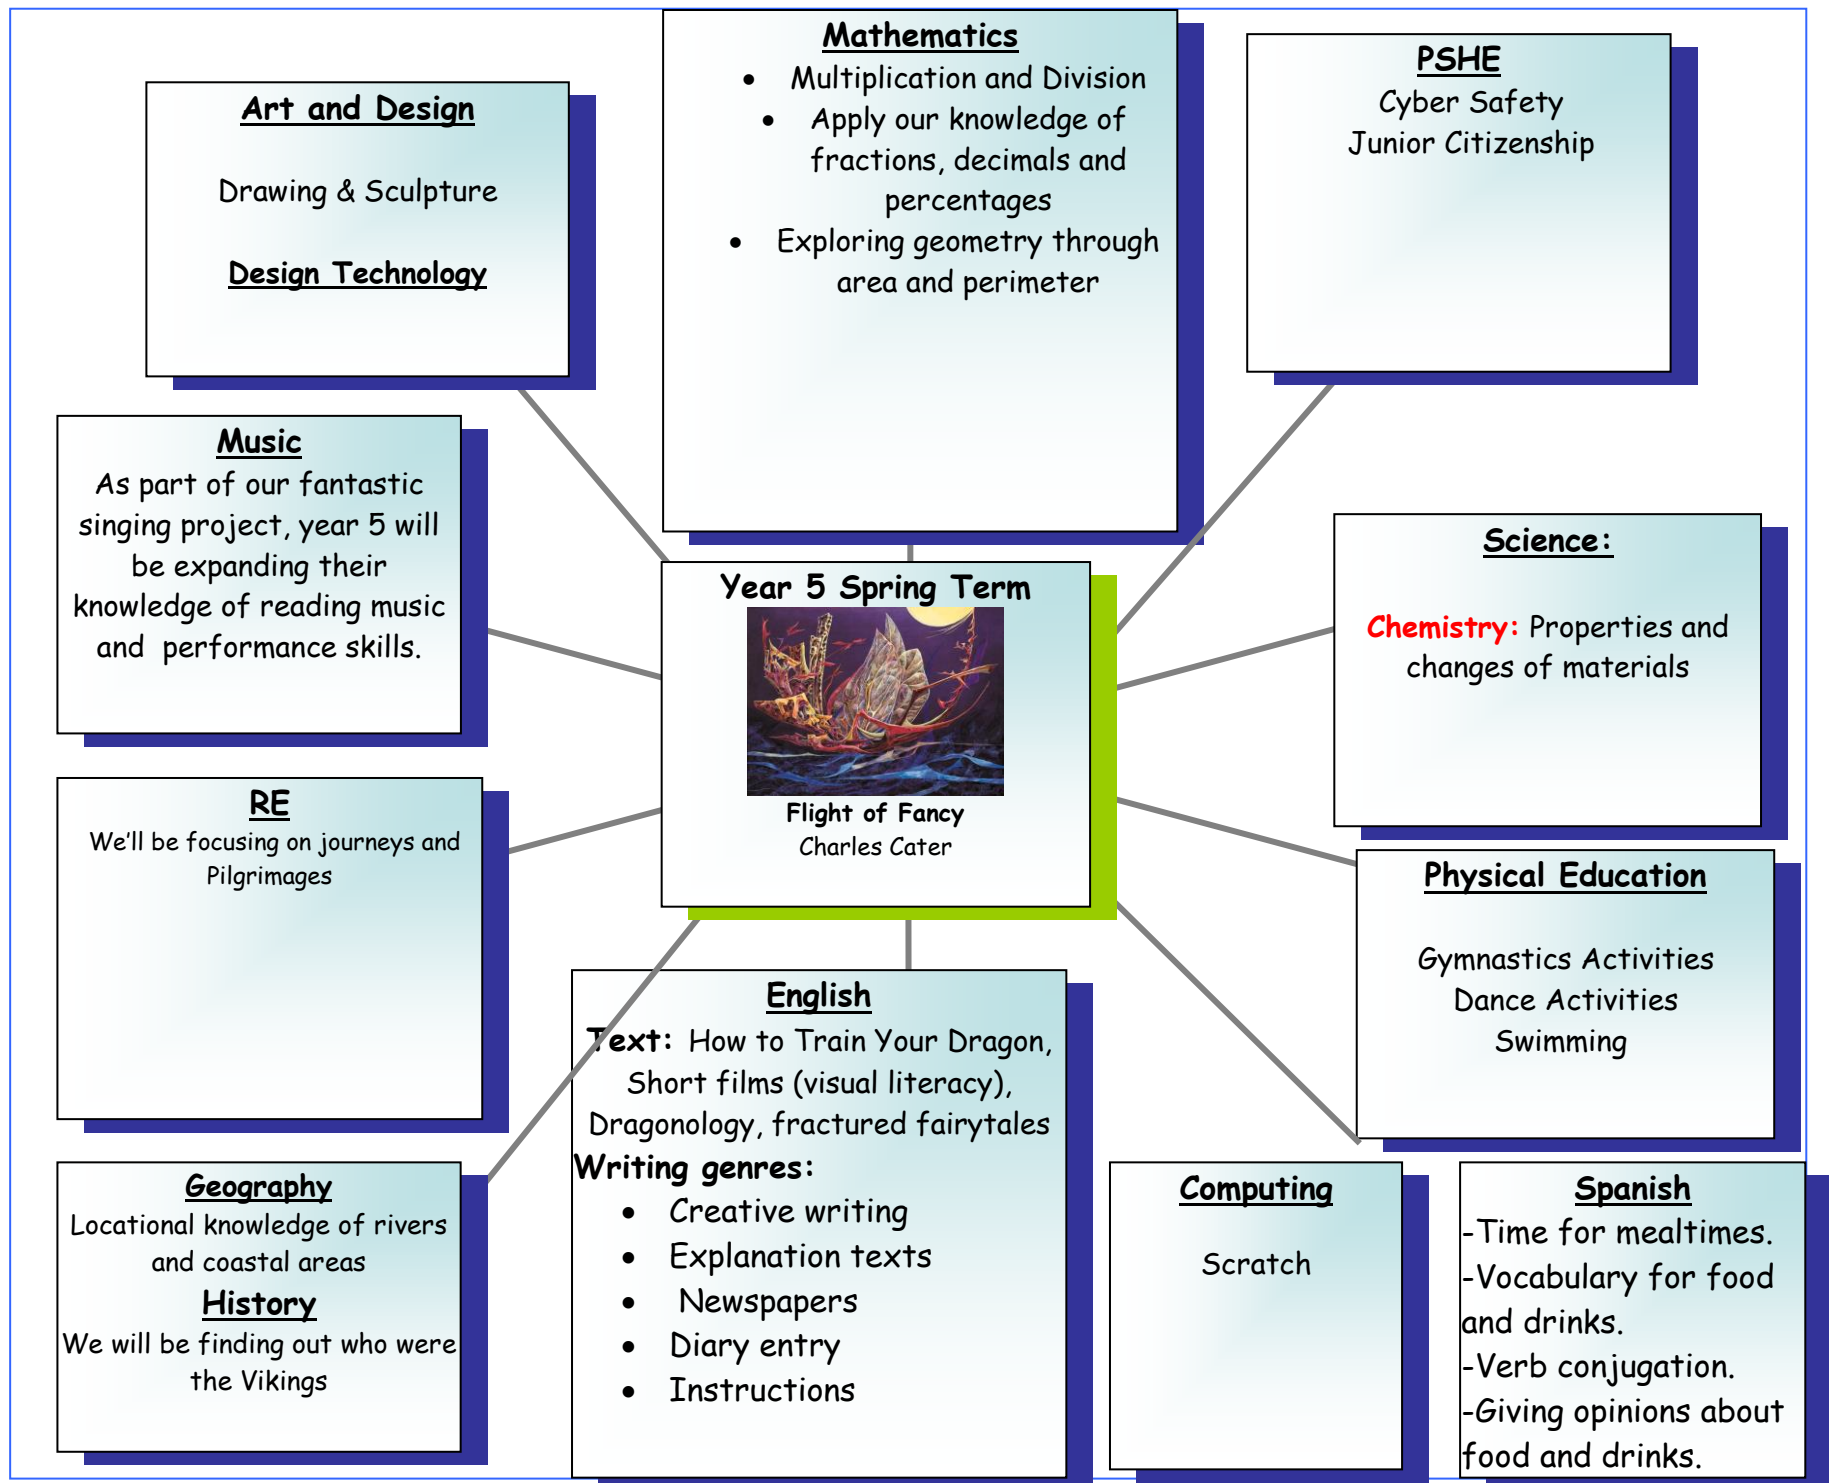 Mathematics
• Multiplication and Division
• Apply our knowledge of
fractions, decimals and
percentages
• Exploring geometry through
area and perimeter
PSHE
Cyber Safety
Junior Citizenship
Art and Design
Drawing & Sculpture
Design Technology
Music
As part of our fantastic
singing project, year 5 will
be expanding their
knowledge of reading music
and performance skills.
Science:
Chemistry: Properties and
changes of materials
Year 5 Spring Term
Flight of Fancy
Charles Cater
RE
We'll be focusing on journeys and
Pilgrimages
Physical Education
Gymnastics Activities
Dance Activities
Swimming
English
Text: How to Train Your Dragon,
Short films (visual literacy),
Dragonology, fractured fairytales
Writing genres:
• Creative writing
• Explanation texts
• Newspapers
• Diary entry
• Instructions
Geography
Locational knowledge of rivers
and coastal areas
History
We will be finding out who were
the Vikings
Computing
Scratch
Spanish
-Time for mealtimes.
-Vocabulary for food
and drinks.
-Verb conjugation.
-Giving opinions about
food and drinks.